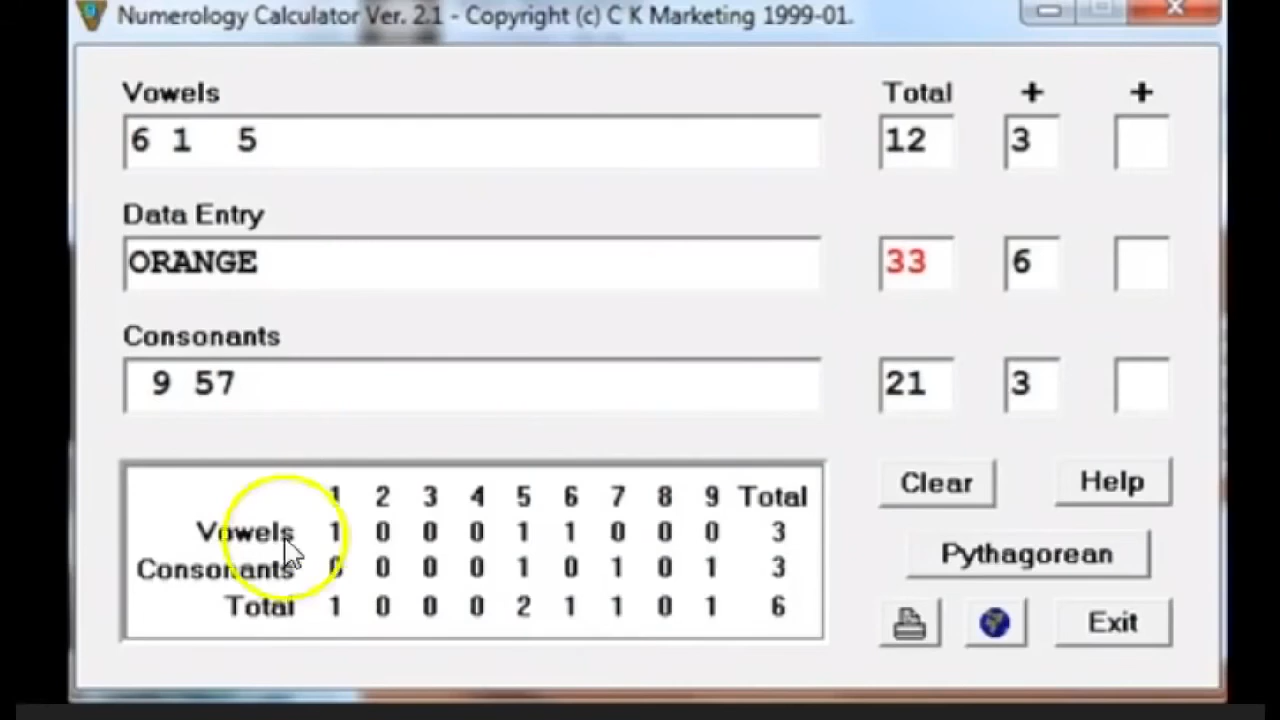 Numerology Calculator Ver. 2.1 - Copyright (c) C K Marketing 1999-01.
Vowels Total + +
6 1 5 12 3
Data Entry
ORANGE 33 6
Consonants
9 57 21 3
1 2 3 4 5 6 7 8 9 Total
Vowels 1 0 0 0 1 1 0 0 0 3
Consonants 0 0 0 0 1 0 1 0 1 3
Total 1 0 0 0 2 1 1 0 1 6
Clear Help
Pythagorean
Exit